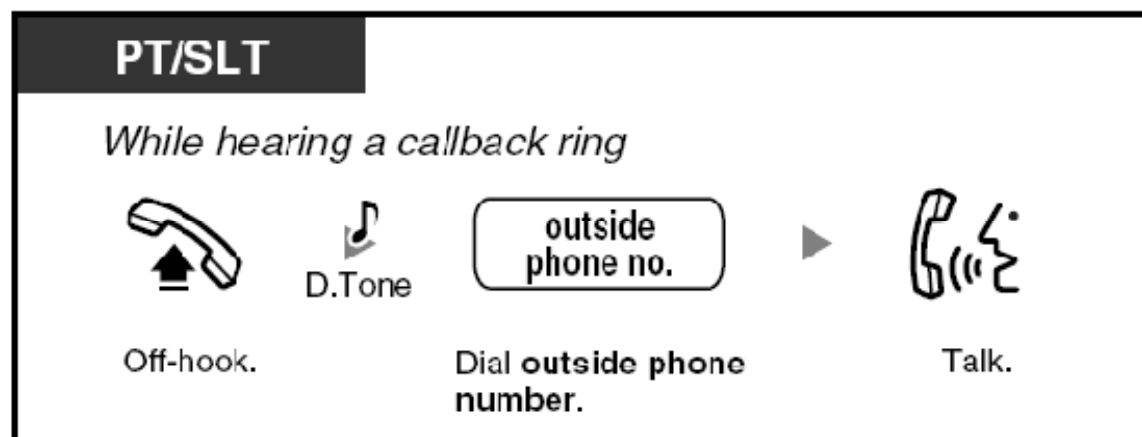 PT/SLT
While hearing a callback ring
outside
phone no.
D.Tone
Off-hook.
Dial outside phone
number.
Talk.